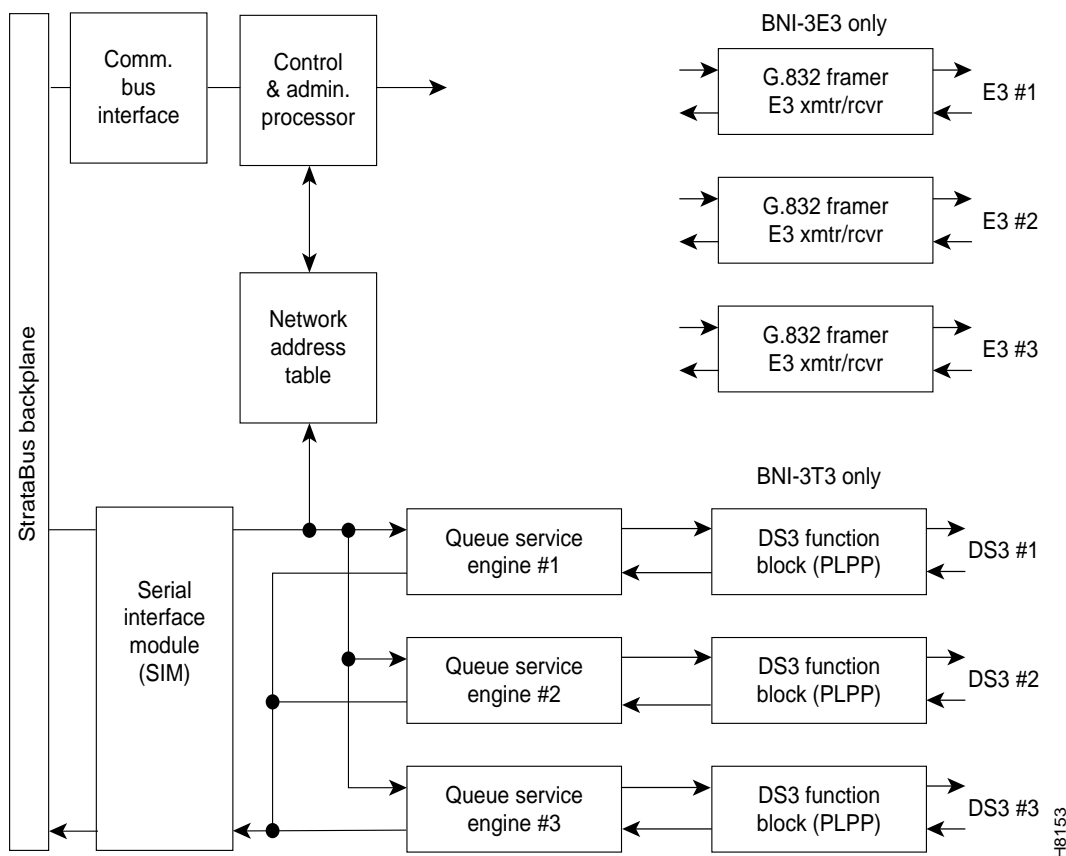 StrataBus backplane
Comm.
bus
interface
Control
& admin.
processor
Network
address
table
Serial
interface
module
(SIM)
BNI-3E3 only
G.832 framer
E3 xmtr/rcvr
E3 #1
G.832 framer
E3 xmtr/rcvr
E3 #2
G.832 framer
E3 xmtr/rcvr
E3 #3
BNI-3T3 only
Queue service
engine #1
DS3 function
block (PLPP)
DS3 #1
Queue service
engine #2
DS3 function
block (PLPP)
DS3 #2
Queue service
engine #3
DS3 function
block (PLPP)
DS3 #3
H8153